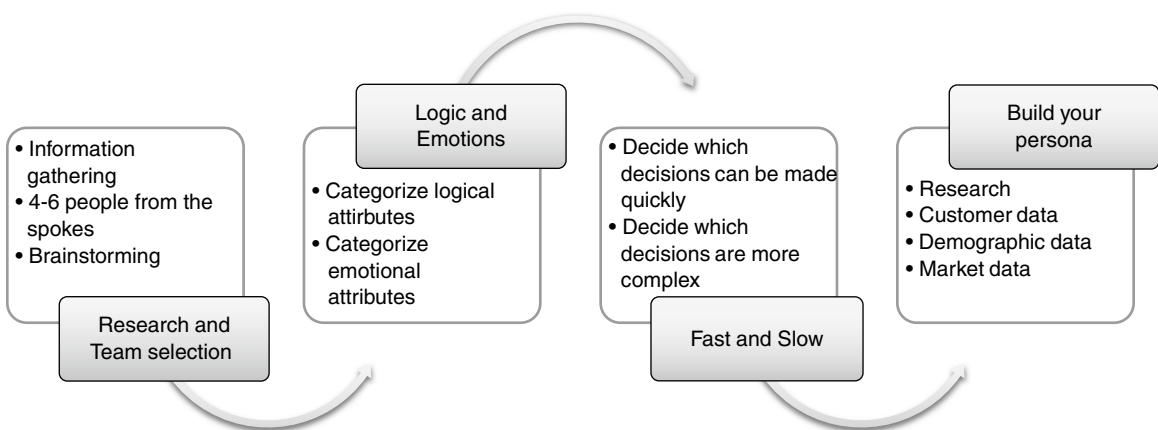 • Information
gathering
• 4-6 people from the
spokes
• Brainstorming
Research and
Team selection
Logic and
Emotions
• Categorize logical
attirbutes
• Categorize
emotional
attributes
• Decide which
decisions can be made
quickly
• Decide which
decisions are more
complex
Fast and Slow
Build your
persona
• Research
• Customer data
• Demographic data
• Market data